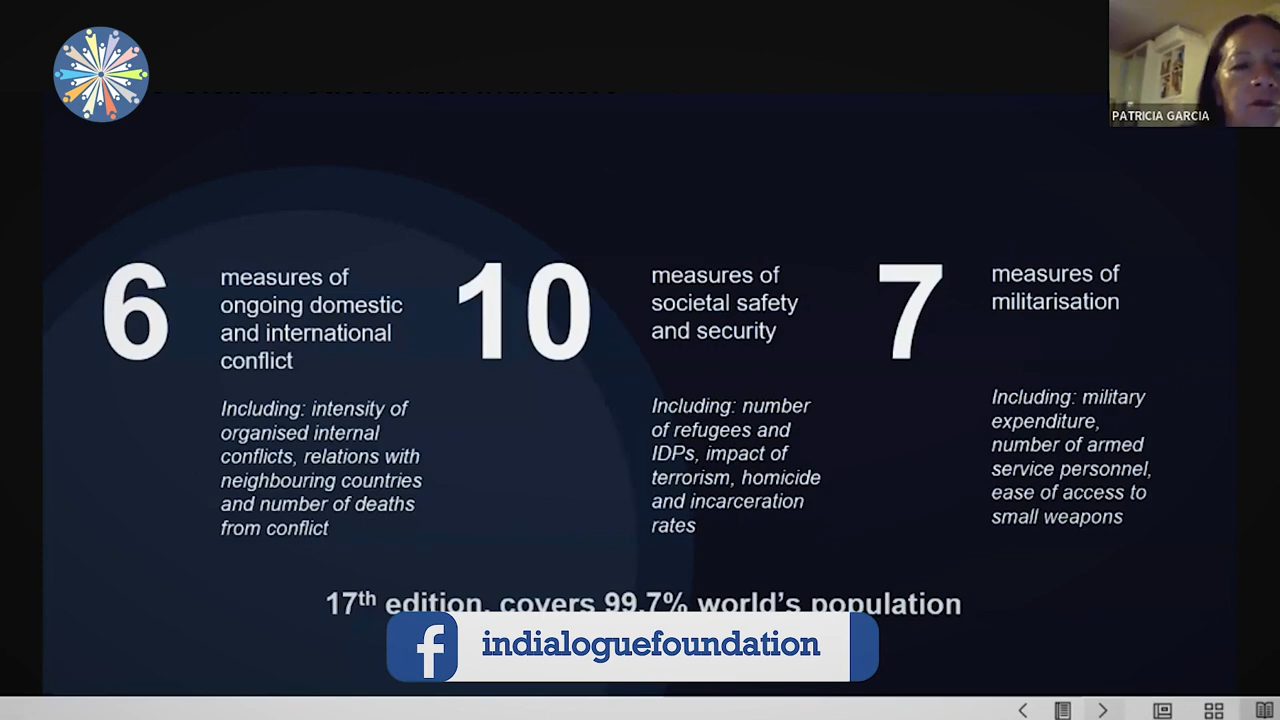 PATRICIA GARCIA
6
measures of
ongoing domestic
and international
conflict
Including: intensity of
organised internal
conflicts, relations with
neighbouring countries
and number of deaths
from conflict
10
measures of
societal safety
and security
Including: number
of refugees and
IDPs, impact of
terrorism, homicide
and incarceration
rates
7
measures of
militarisation
Including: military
expenditure,
number of armed
service personnel,
ease of access to
small weapons
17th edition, covers 99.7% world's population
f indialoguefoundation